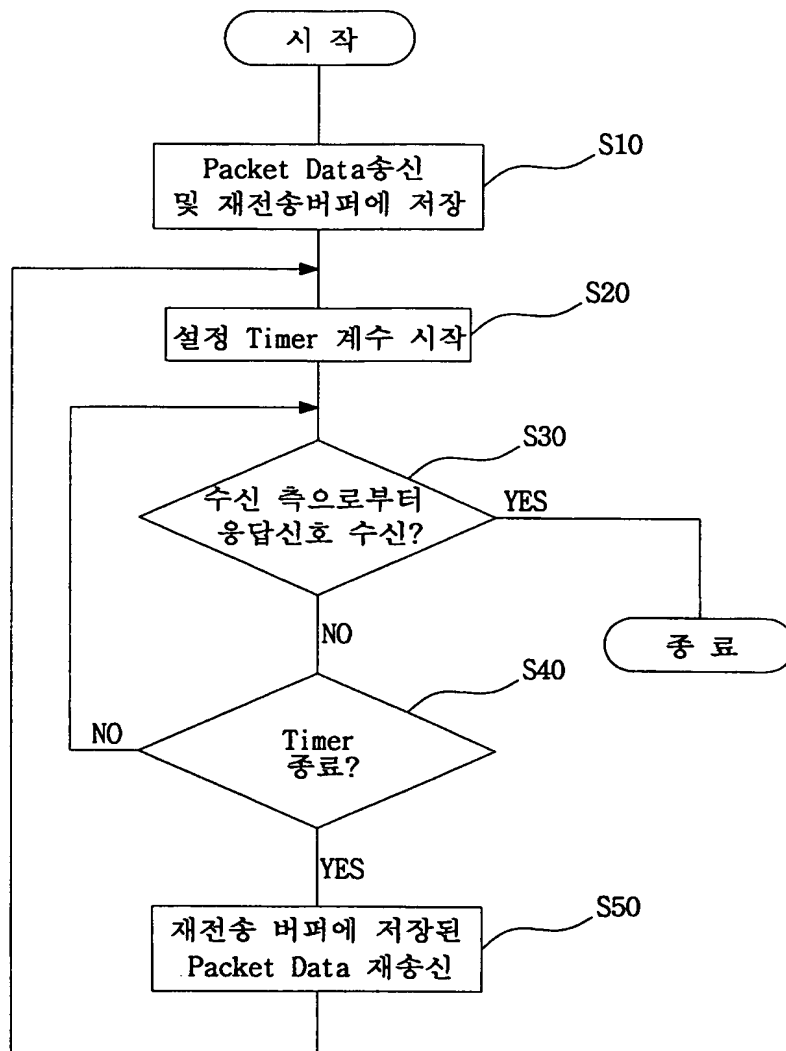 시 작
S10
Packet Data송신
및 재전송버퍼에 저장
S20
설정 Timer 계수 시작
S30
수신 측으로부터
응답신호 수신?
YES
NO
종 료
S40
NO
Timer
종료?
YES
S50
재전송 버퍼에 저장된
Packet Data 재송신